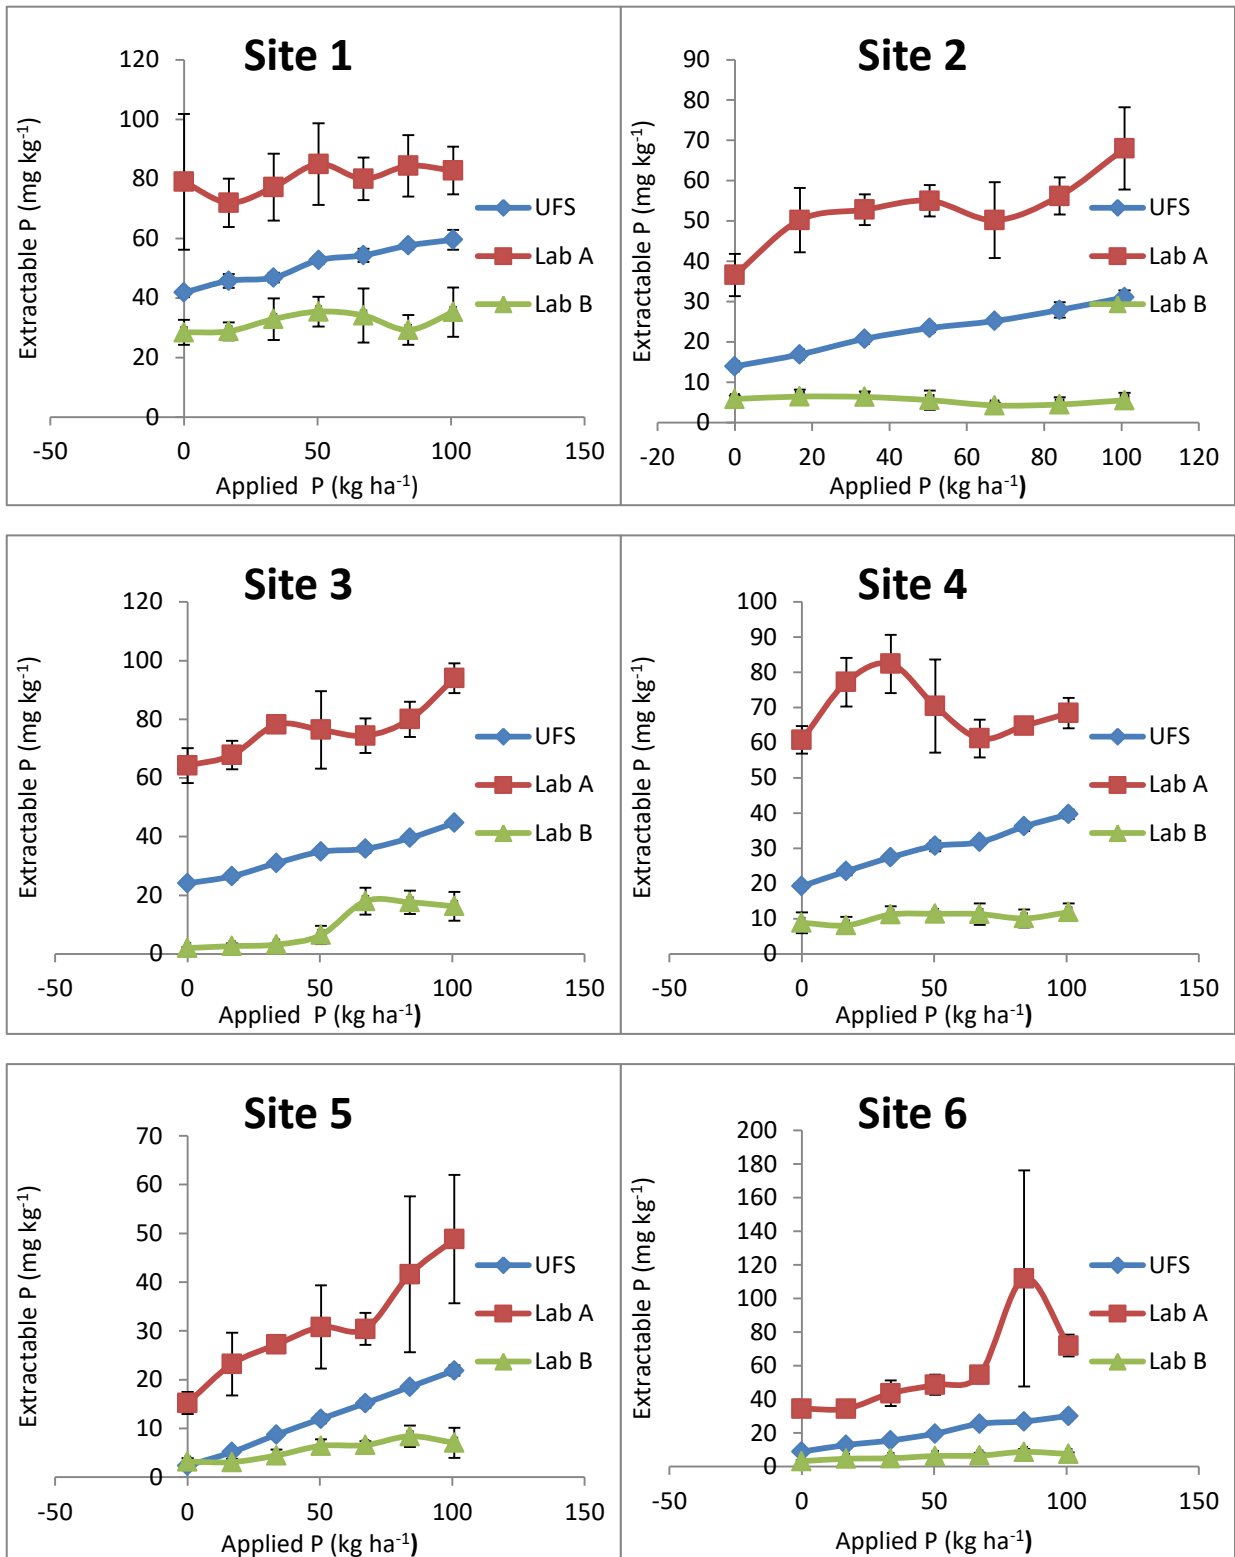 Site 1
Extractable P (mg kg⁻¹)
120
100
80
60
40
20
0
-50 0 50 100 150
Applied P (kg ha⁻¹)
UFS
Lab A
Lab B
Site 2
Extractable P (mg kg⁻¹)
90
80
70
60
50
40
30
20
10
0
-20 0 20 40 60 80 100 120
Applied P (kg ha⁻¹)
UFS
Lab A
Lab B
Site 3
Extractable P (mg kg⁻¹)
120
100
80
60
40
20
0
-50 0 50 100 150
Applied P (kg ha⁻¹)
UFS
Lab A
Lab B
Site 4
Extractable P (mg kg⁻¹)
100
90
80
70
60
50
40
30
20
10
0
-50 0 50 100 150
Applied P (kg ha⁻¹)
UFS
Lab A
Lab B
Site 5
Extractable P (mg kg⁻¹)
70
60
50
40
30
20
10
0
-50 0 50 100 150
Applied P (kg ha⁻¹)
UFS
Lab A
Lab B
Site 6
Extractable P (mg kg⁻¹)
200
180
160
140
120
100
80
60
40
20
0
-50 0 50 100 150
Applied P (kg ha⁻¹)
UFS
Lab A
Lab B